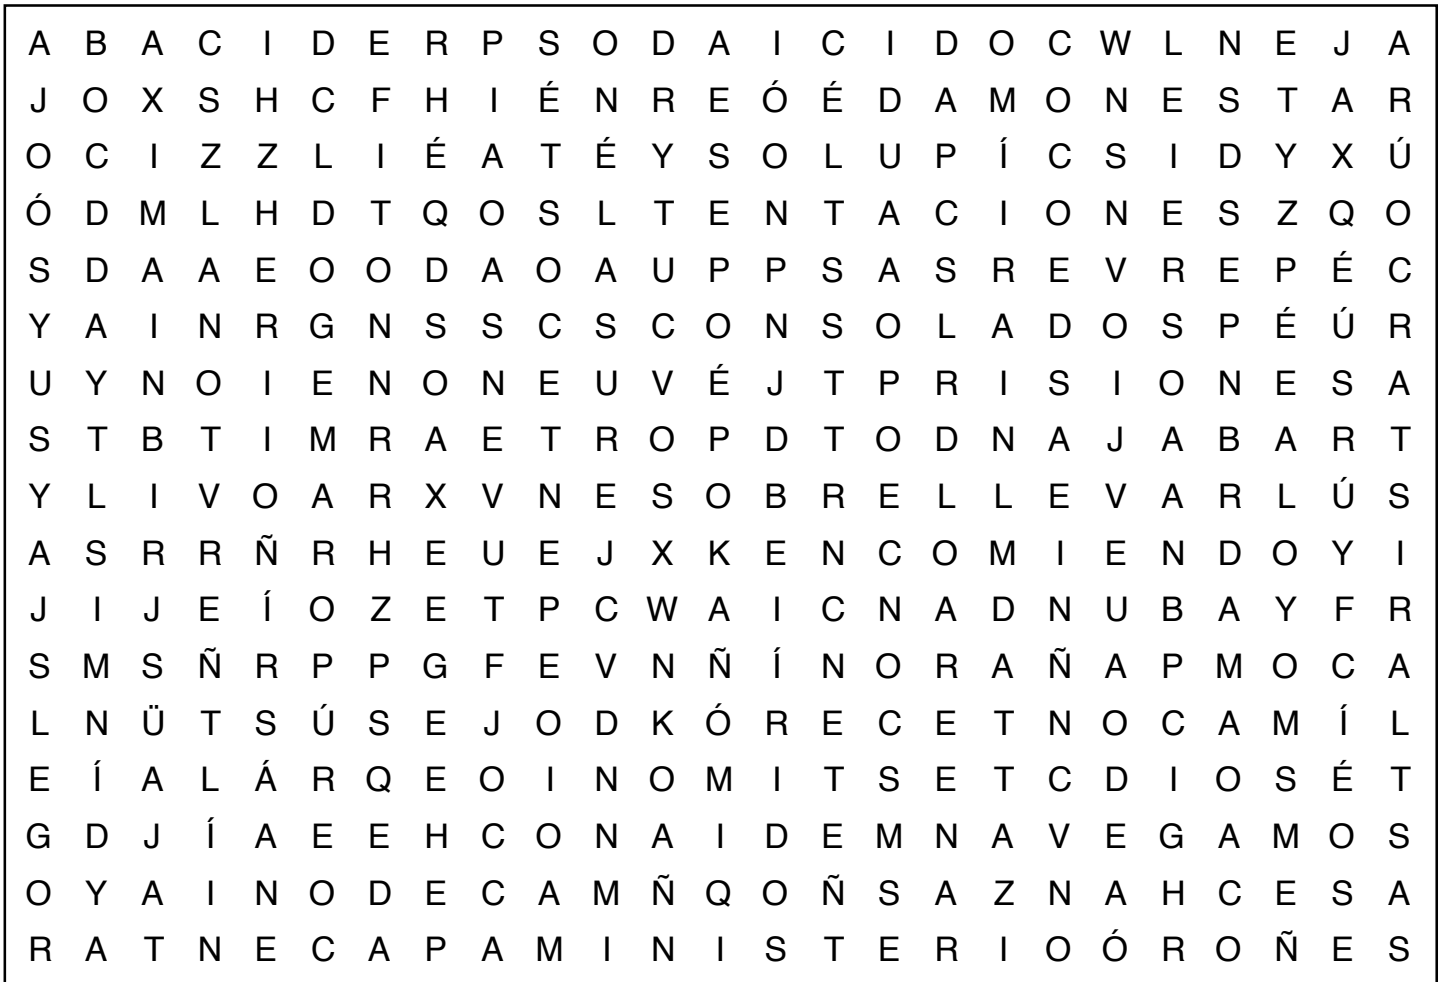 A B A C I D E R P S O D A I C I D O C W L N E J A
J O X S H C F H I É N R E Ó É D A M O N E S T A R
O C I Z Z L I É A T É Y S O L U P Í C S I D Y X Ú
Ó D M L H D T Q O S L T E N T A C I O N E S Z Q O
S D A A E O O D A O A U P P S A S R E V R E P É C
Y A I N R G N S S C S C O N S O L A D O S P É Ú R
U Y N O I E N O N E U V É J T P R I S I O N E S A
S T B T I M R A E T R O P D T O D N A J A B A R T
Y L I V O A R X V N E S O B R E L L E V A R L Ú S
A S R R Ñ R H E U E J X K E N C O M I E N D O Y I
J I J E Í O Z E T P C W A I C N A D N U B A Y F R
S M S Ñ R P P G F E V N Ñ Í N O R A Ñ A P M O C A
L N Ü T S Ú S E J O D K Ó R E C E T N O C A M Í L
E Í A L Á R Q E O I N O M I T S E T C D I O S É T
G D J Í A E E H C O N A I D E M N A V E G A M O S
O Y A I N O D E C A M Ñ Q O Ñ S A Z N A H C E S A
R A T N E C A P A M I N I S T E R I O Ó R O Ñ E S